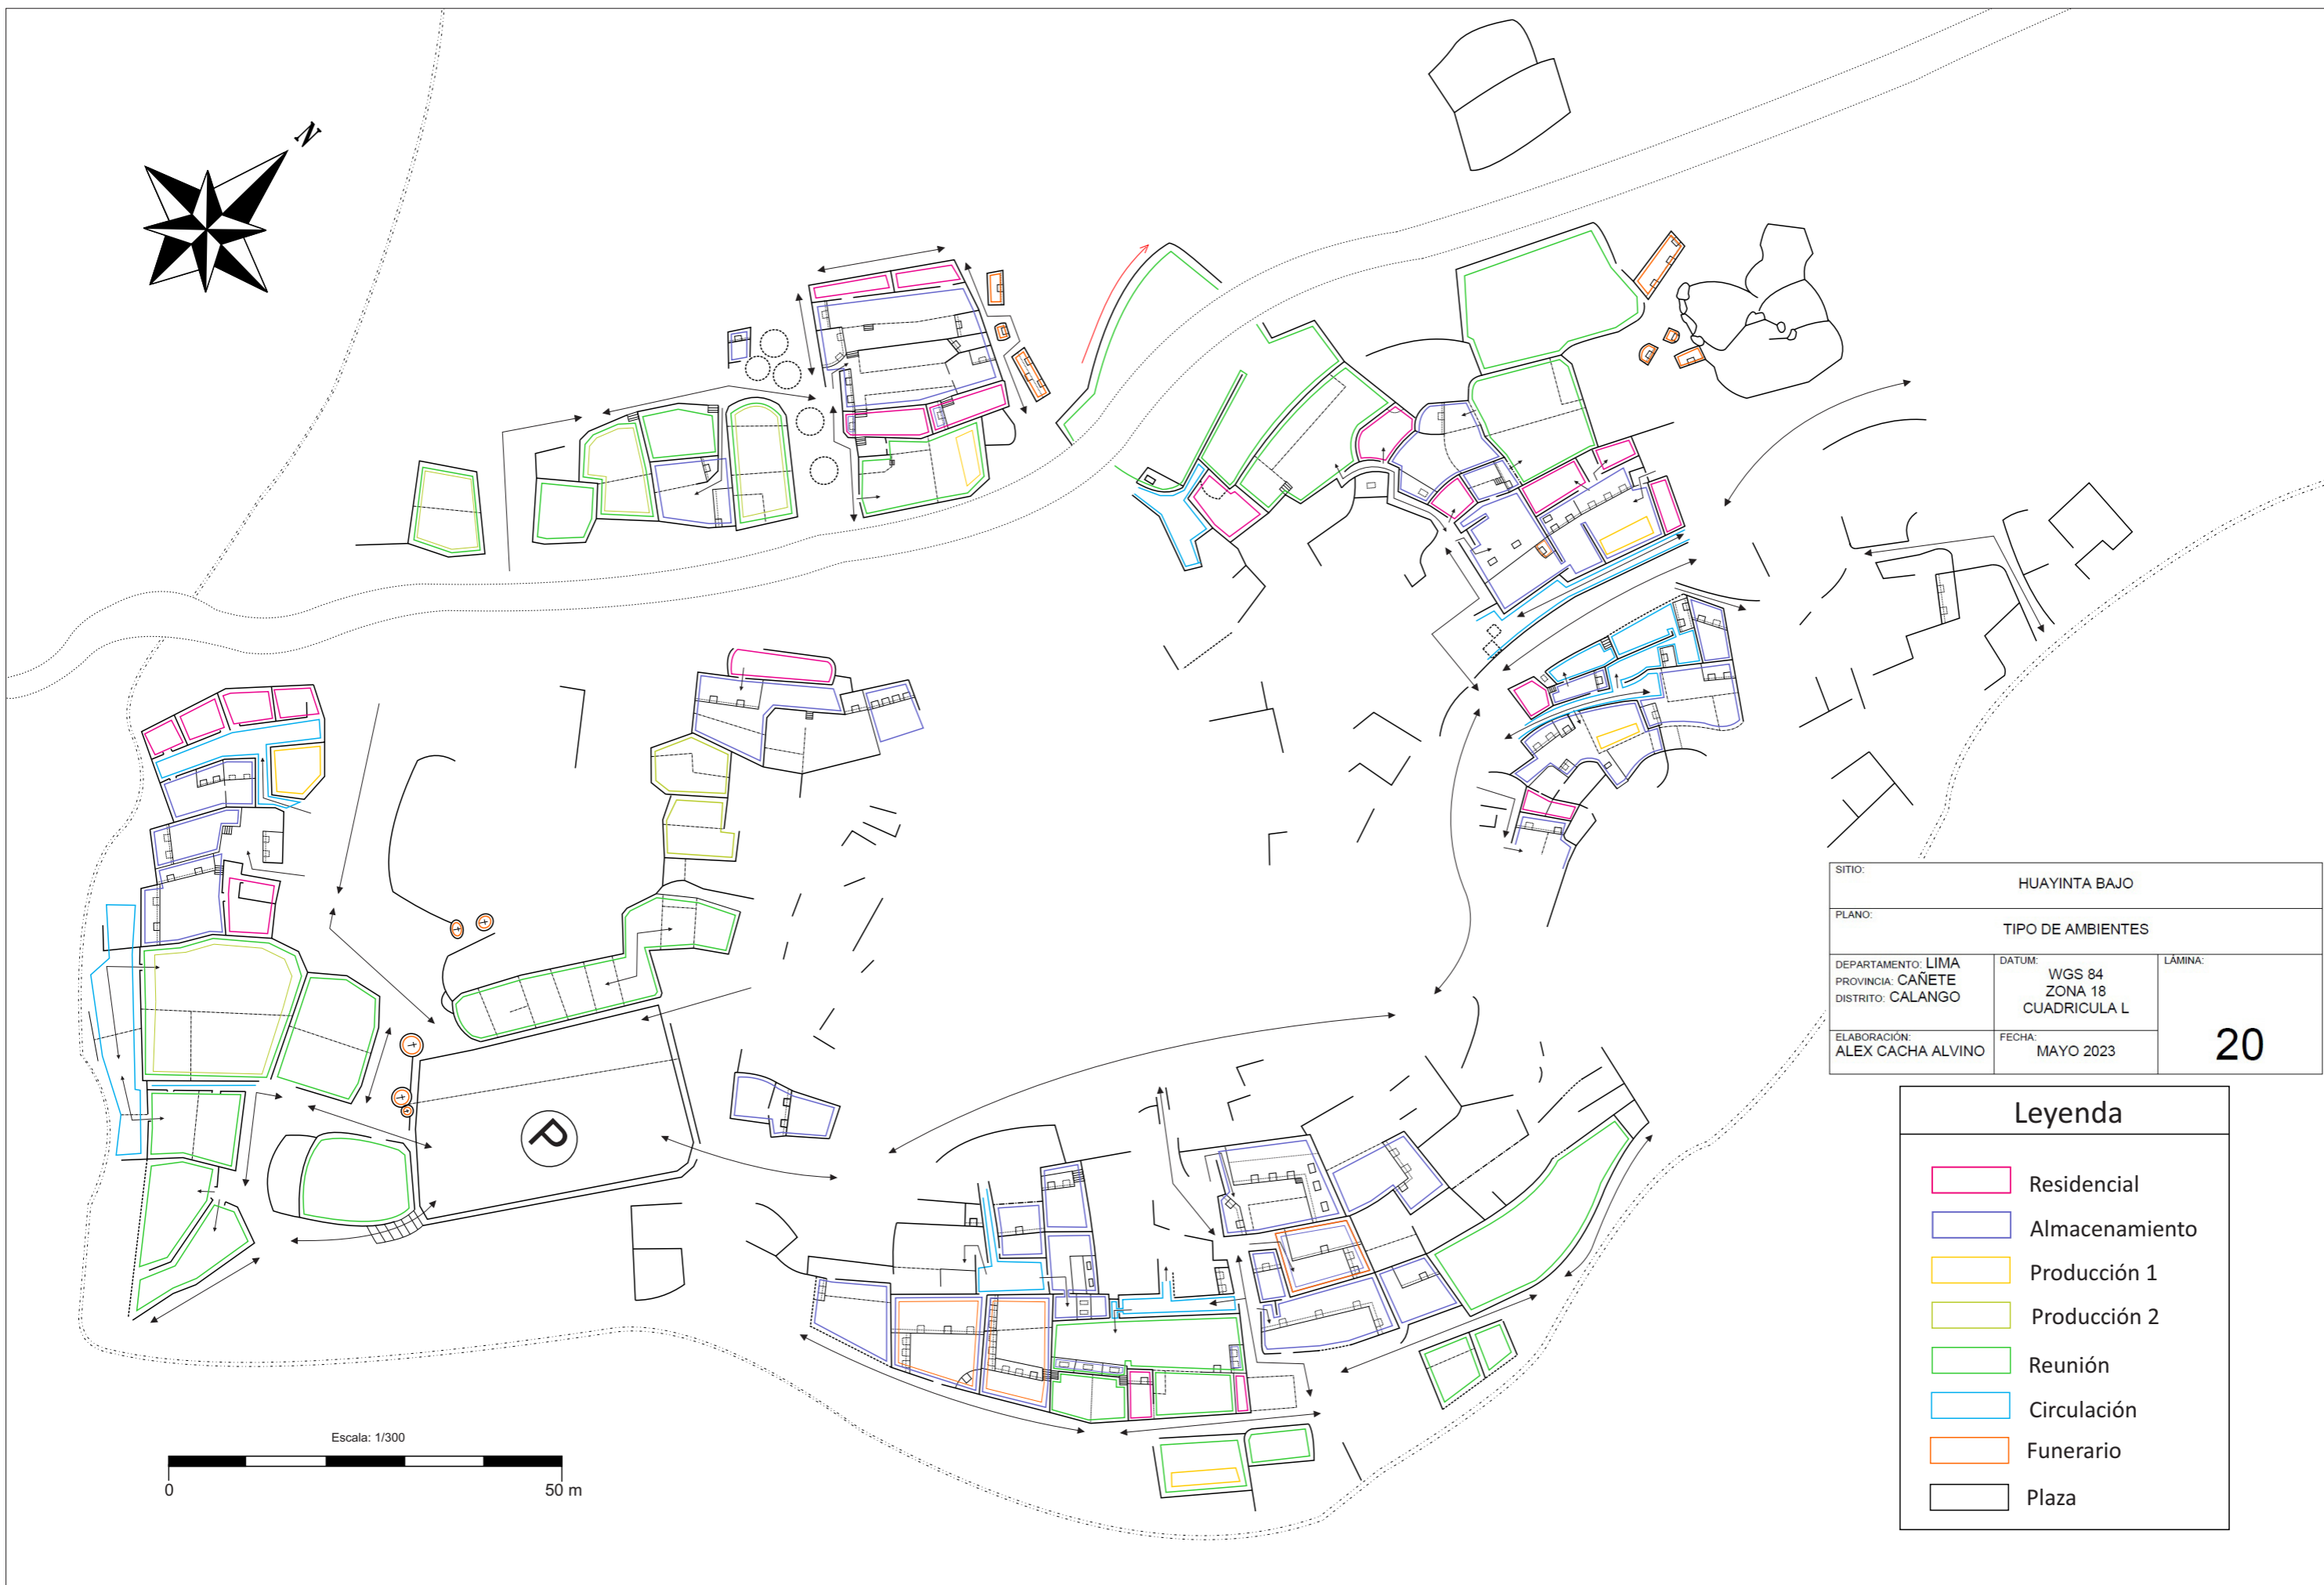 N
P
SITIO:
HUAYINTA BAJO
PLANO:
TIPO DE AMBIENTES
DEPARTAMENTO: LIMA
PROVINCIA: CAÑETE
DISTRITO: CALANGO
DATUM:
WGS 84
ZONA 18
CUADRICULA L
LÁMINA:
20
ELABORACIÓN:
ALEX CACHA ALVINO
FECHA:
MAYO 2023
Leyenda
Residencial
Almacenamiento
Producción 1
Producción 2
Reunión
Circulación
Funerario
Plaza
Escala: 1/300
0 50 m